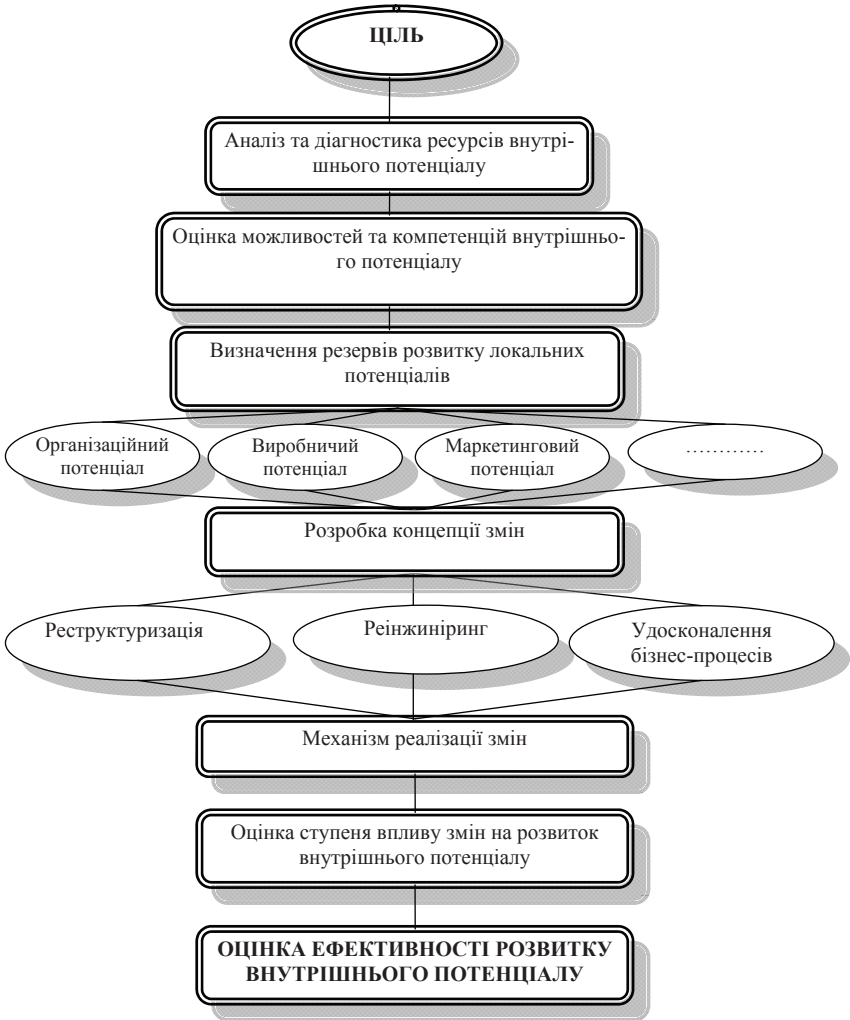 ЦІЛЬ
Аналіз та діагностика ресурсів внутрі-
шнього потенціалу
Оцінка можливостей та компетенцій внутрішньо-
го потенціалу
Визначення резервів розвитку локальних
потенціалів
Організаційний
потенціал
Виробничий
потенціал
Маркетинговий
потенціал
…………
Розробка концепції змін
Реструктуризація
Реінжиніринг
Удосконалення
бізнес-процесів
Механізм реалізації змін
Оцінка ступеня впливу змін на розвиток
внутрішнього потенціалу
ОЦІНКА ЕФЕКТИВНОСТІ РОЗВИТКУ
ВНУТРІШНЬОГО ПОТЕНЦІАЛУ